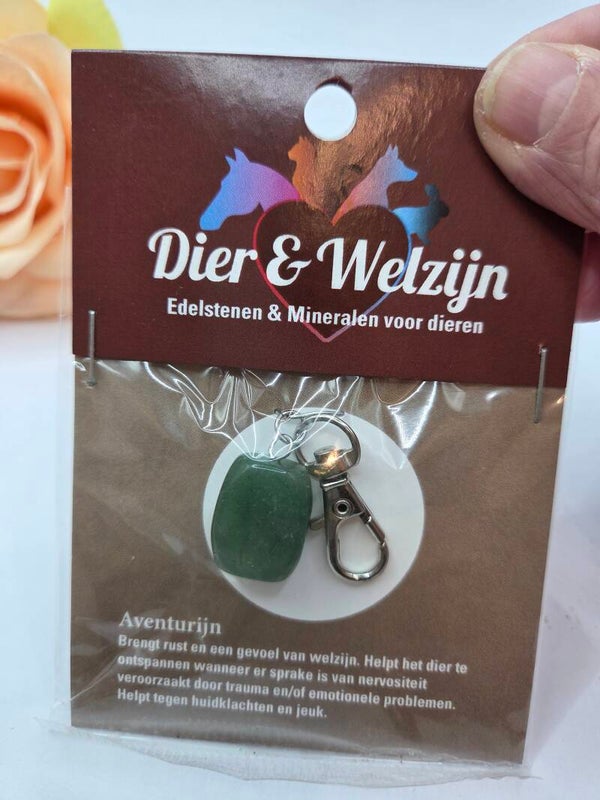 Dier & Welzijn
Edelstenen & Mineralen voor dieren
Aventurijn
Brengt rust en een gevoel van welzijn. Helpt het dier te
ontspannen wanneer er sprake is van nervositeit
veroorzaakt door trauma en/of emotionele problemen.
Helpt tegen huidklachten en jeuk.